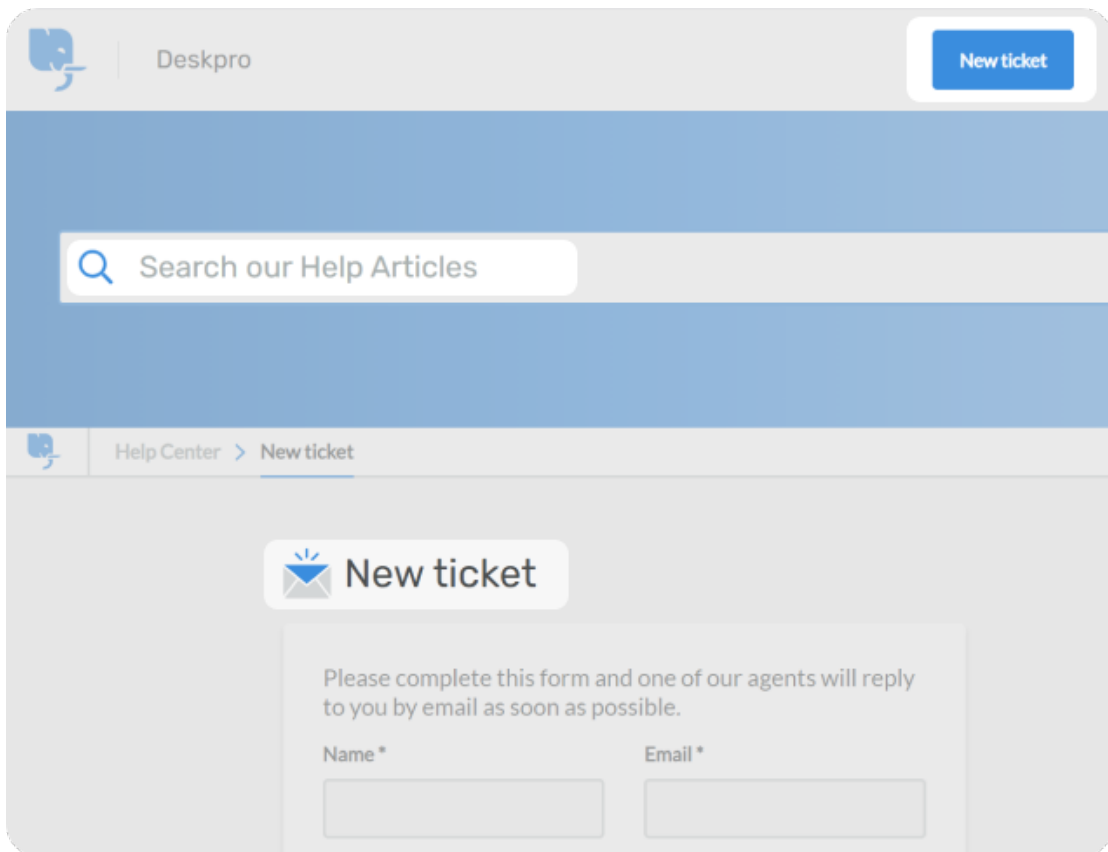 Deskpro
New ticket
Search our Help Articles
Help Center > New ticket
New ticket
Please complete this form and one of our agents will reply
to you by email as soon as possible.
Name * Email *